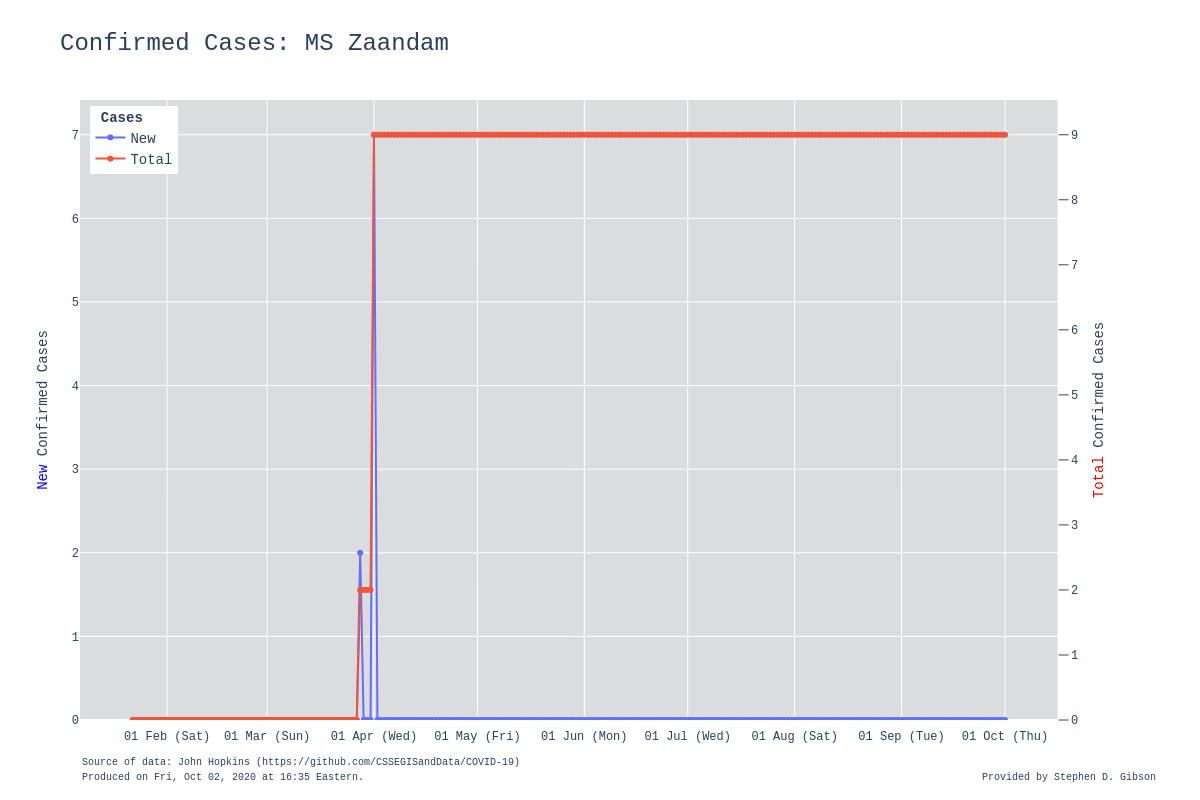 Confirmed Cases: MS Zaandam
Cases
New
Total
7
6
5
4
3
2
1
0
New Confirmed Cases
9
8
7
6
5
4
3
2
1
0
Total Confirmed Cases
01 Feb (Sat) 01 Mar (Sun) 01 Apr (Wed) 01 May (Fri) 01 Jun (Mon) 01 Jul (Wed) 01 Aug (Sat) 01 Sep (Tue) 01 Oct (Thu)
Source of data: John Hopkins (https://github.com/CSSEGISandData/COVID-19)
Produced on Fri, Oct 02, 2020 at 16:35 Eastern.
Provided by Stephen D. Gibson